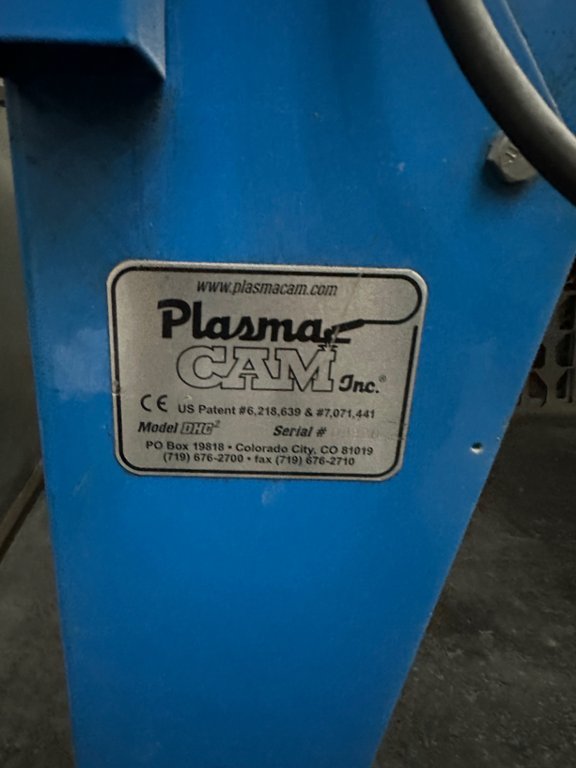 www.plasmacam.com
Plasma
CAM Inc.®
CE US Patent #6,218,639 & #7,071,441
Model DHC² Serial #
PO Box 19818 • Colorado City, CO 81019
(719) 676-2700 • fax (719) 676-2710